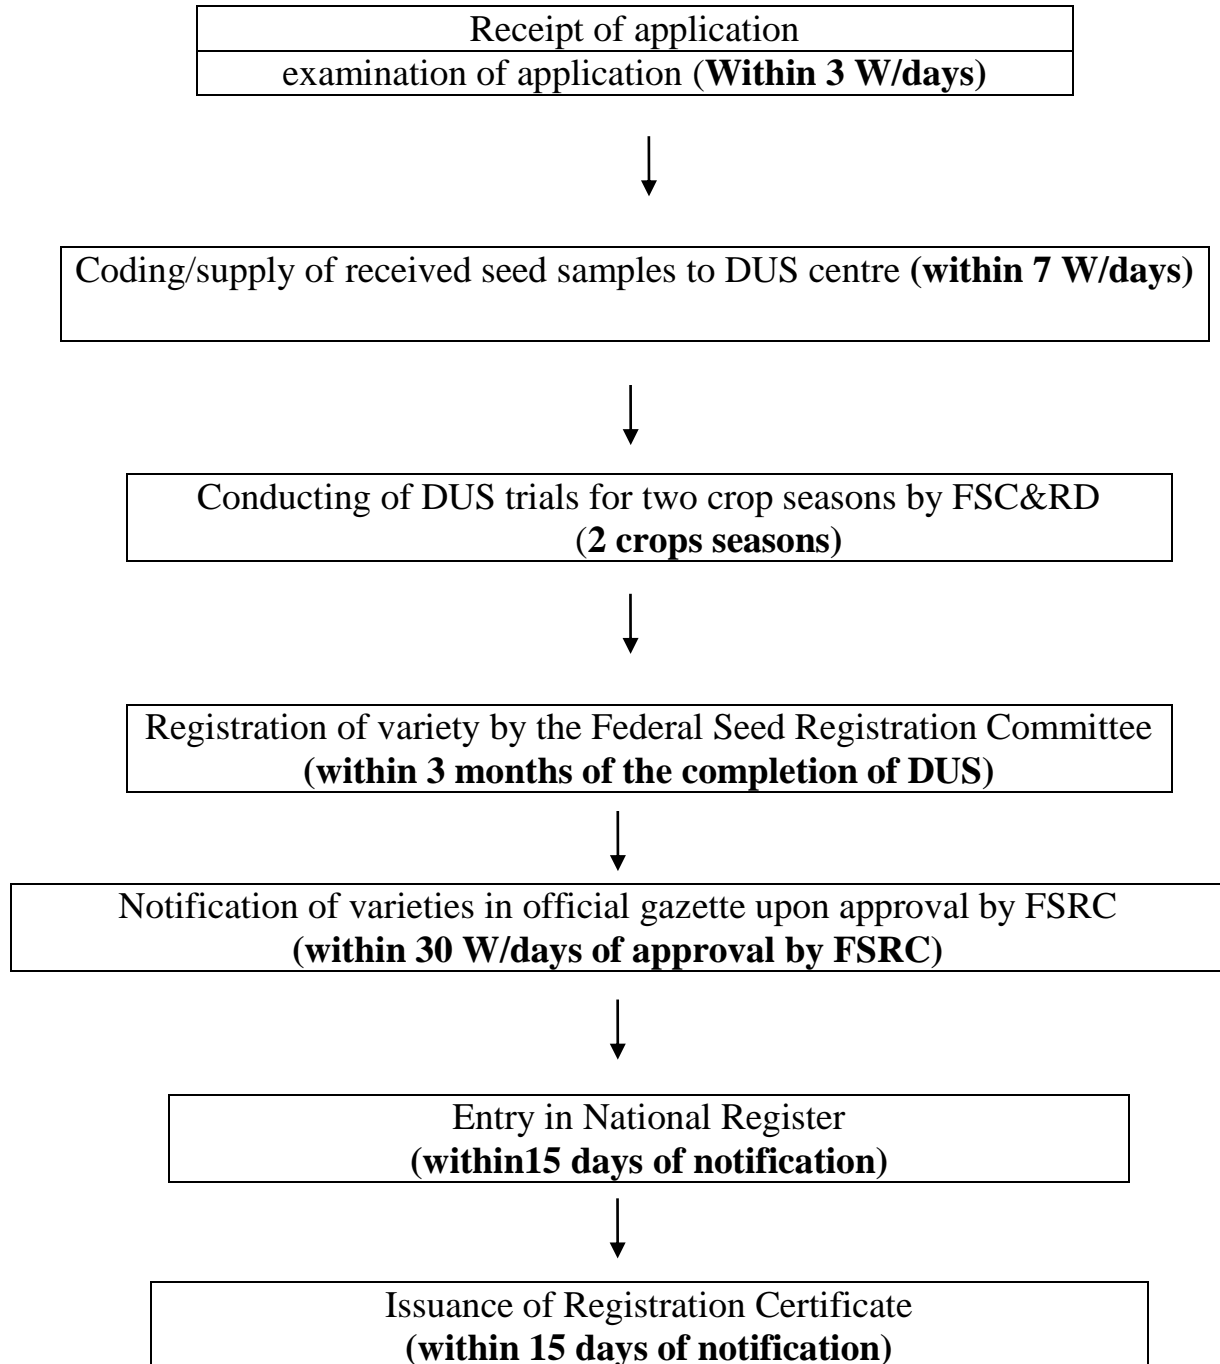 Receipt of application
examination of application (Within 3 W/days)
Coding/supply of received seed samples to DUS centre (within 7 W/days)
Conducting of DUS trials for two crop seasons by FSC&RD
(2 crops seasons)
Registration of variety by the Federal Seed Registration Committee
(within 3 months of the completion of DUS)
Notification of varieties in official gazette upon approval by FSRC
(within 30 W/days of approval by FSRC)
Entry in National Register
(within15 days of notification)
Issuance of Registration Certificate
(within 15 days of notification)